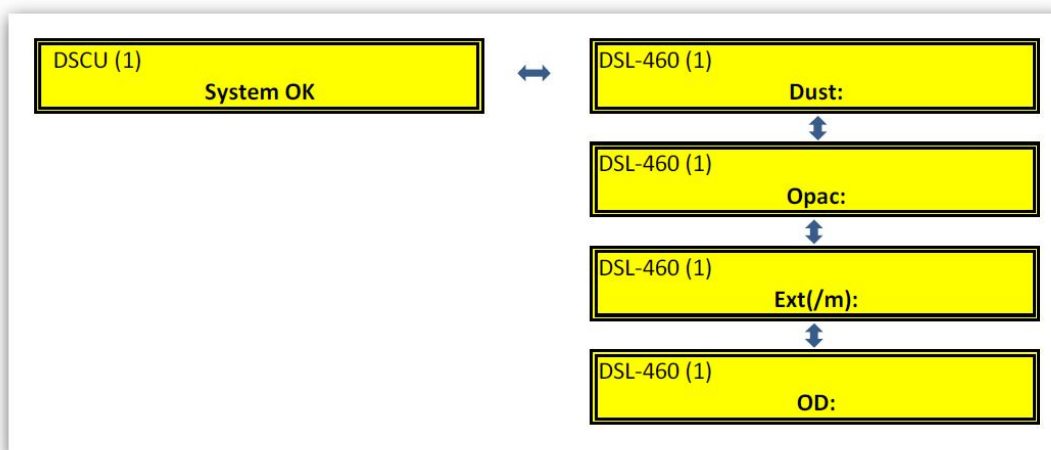 DSCU (1)
System OK
DSL-460 (1)
Dust:
DSL-460 (1)
Opac:
DSL-460 (1)
Ext(/m):
DSL-460 (1)
OD: